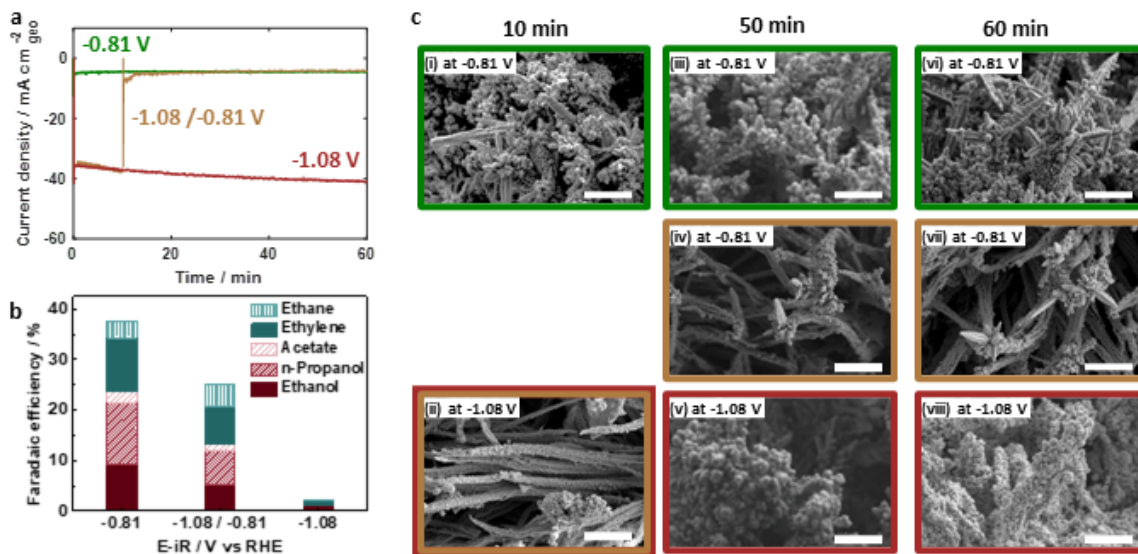 a
Current density / mA cm⁻²geo
0
-20
-40
-60
-0.81 V
-1.08 /-0.81 V
-1.08 V
0 20 40 60
Time / min
b
Faradaic efficiency / %
40
30
20
10
0
Ethane
Ethylene
Acetate
n-Propanol
Ethanol
-0.81 -1.08 / -0.81 -1.08
E-iR / V vs RHE
c
10 min 50 min 60 min
(i) at -0.81 V
(iii) at -0.81 V
(vi) at -0.81 V
(iv) at -0.81 V
(vii) at -0.81 V
(ii) at -1.08 V
(v) at -1.08 V
(viii) at -1.08 V